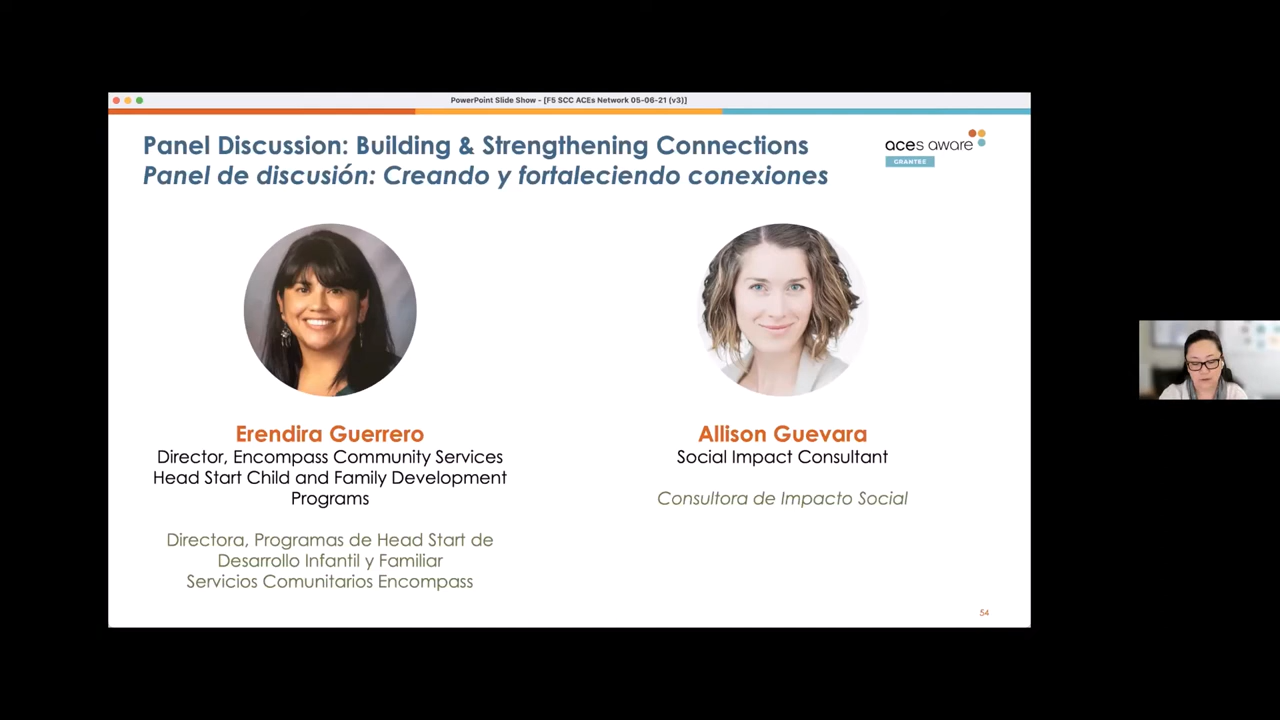 PowerPoint Slide Show - [F5 SCC ACEs Network 05-06-21 (v3)]
Panel Discussion: Building & Strengthening Connections
Panel de discusión: Creando y fortaleciendo conexiones
aces aware
GRANTEE
Erendira Guerrero
Director, Encompass Community Services
Head Start Child and Family Development
Programs
Directora, Programas de Head Start de
Desarrollo Infantil y Familiar
Servicios Comunitarios Encompass
Allison Guevara
Social Impact Consultant
Consultora de Impacto Social
54